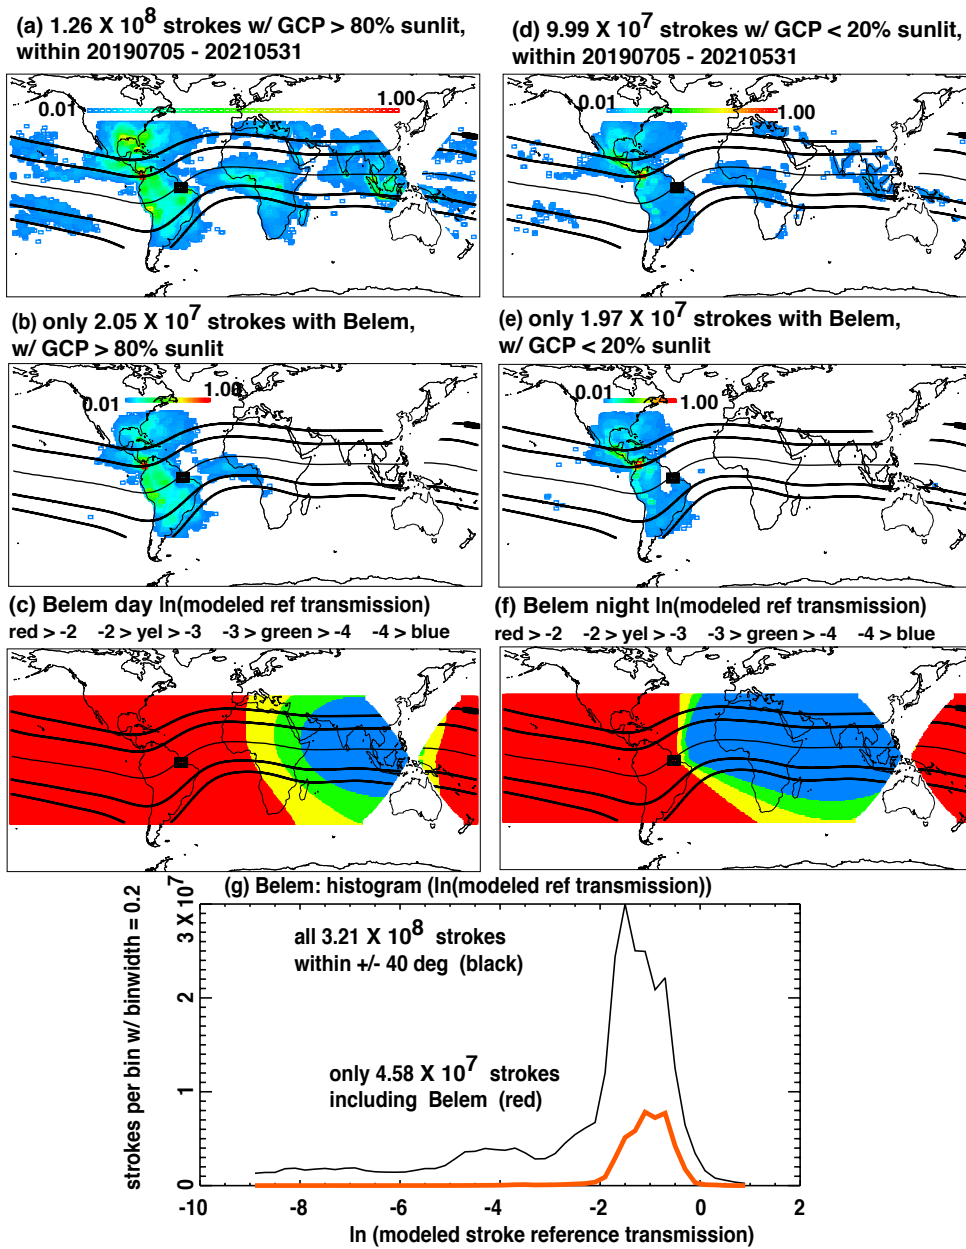 (a) 1.26 X 10^8 strokes w/ GCP > 80% sunlit,
within 20190705 - 20210531
0.01 1.00
(d) 9.99 X 10^7 strokes w/ GCP < 20% sunlit,
within 20190705 - 20210531
0.01 1.00
(b) only 2.05 X 10^7 strokes with Belem,
w/ GCP > 80% sunlit
0.01 1.00
(e) only 1.97 X 10^7 strokes with Belem,
w/ GCP < 20% sunlit
0.01 1.00
(c) Belem day ln(modeled ref transmission)
red > -2 -2 > yel > -3 -3 > green > -4 -4 > blue
(f) Belem night ln(modeled ref transmission)
red > -2 -2 > yel > -3 -3 > green > -4 -4 > blue
(g) Belem: histogram (ln(modeled ref transmission))
all 3.21 X 10^8 strokes
within +/- 40 deg (black)
only 4.58 X 10^7 strokes
including Belem (red)
strokes per bin w/ binwidth = 0.2
3 X 10^7
2
1
0
-10 -8 -6 -4 -2 0 2
ln (modeled stroke reference transmission)